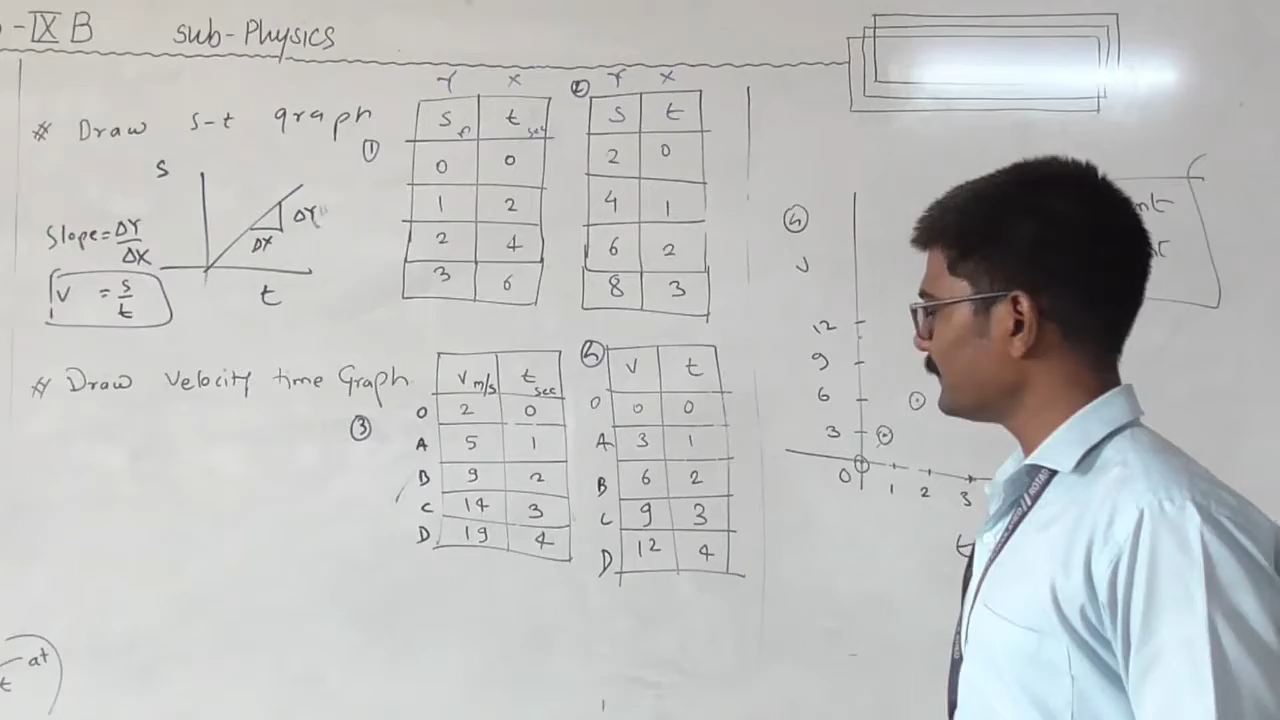 - IX B sub-Physics
# Draw s-t graph
s
Slope = ΔY/ΔX
V = s/t
ΔY
ΔX
t
①
Y X
S t sec
0 0
1 2
2 4
3 6
②
Y X
S t
2 0
4 1
6 2
8 3
# Draw Velocity time Graph
③
V m/s t sec
O 2 0
A 5 1
B 9 2
C 14 3
D 19 4
V t
O 0 0
A 3 1
B 6 2
C 9 3
D 12 4
V
12
9
6
3
0 1 2 3
t
at
t
ROTARY